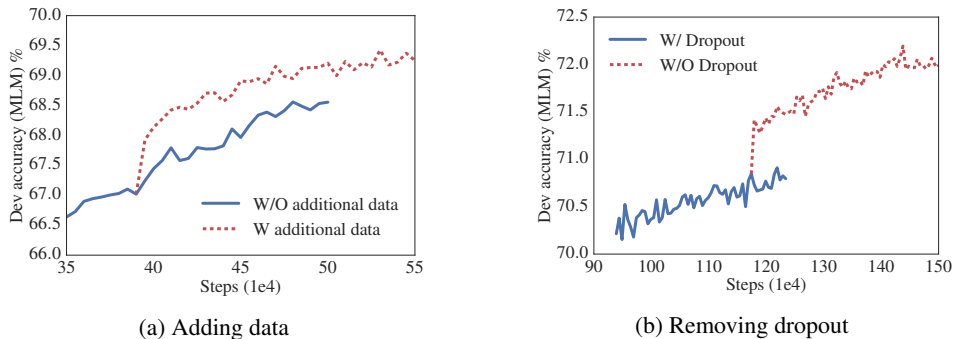 70.0
69.5
69.0
68.5
68.0
67.5
67.0
66.5
66.0
Dev accuracy (MLM) %
W/O additional data
W additional data
35 40 45 50 55
Steps (1e4)
(a) Adding data
72.5
72.0
71.5
71.0
70.5
70.0
Dev accuracy (MLM) %
W/ Dropout
W/O Dropout
90 100 110 120 130 140 150
Steps (1e4)
(b) Removing dropout